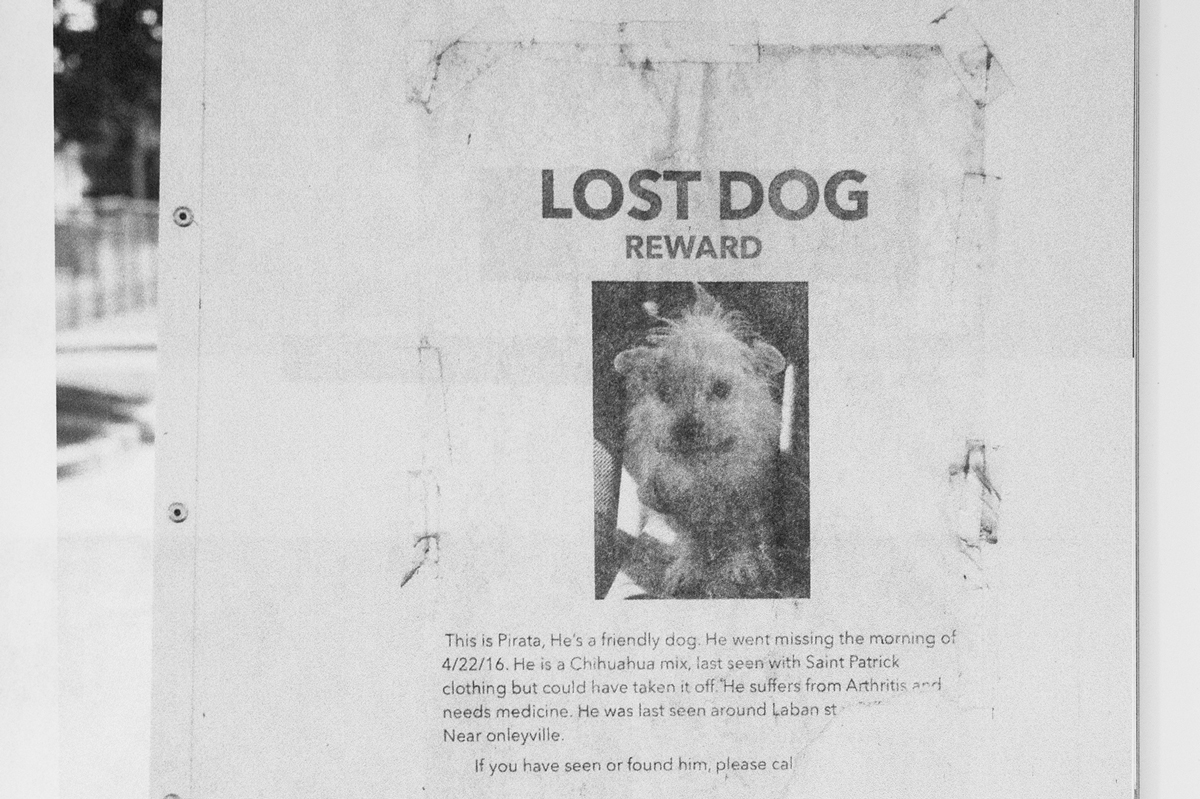 LOST DOG
REWARD
This is Pirata, He's a friendly dog. He went missing the morning of
4/22/16. He is a Chihuahua mix, last seen with Saint Patrick
clothing but could have taken it off. He suffers from Arthritis and
needs medicine. He was last seen around Laban st
Near onleyville.
If you have seen or found him, please cal